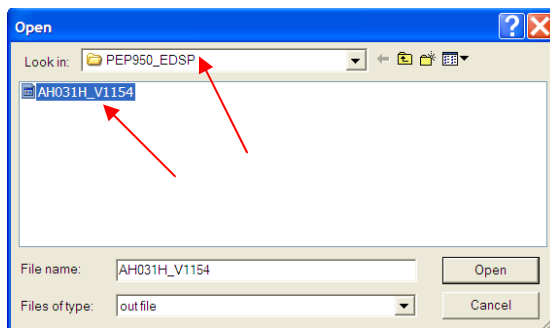 Open
Look in: PEP950_EDSP
AH031H_V1154
File name: AH031H_V1154 Open
Files of type: out file Cancel